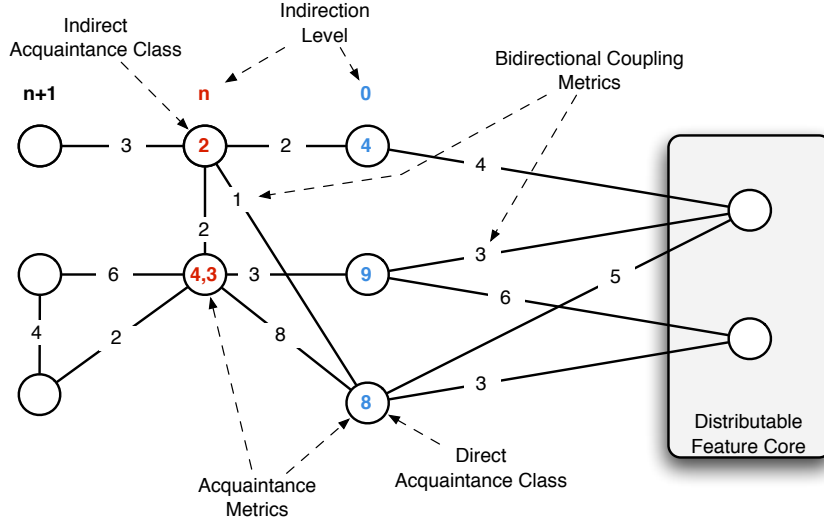 Indirect
Acquaintance Class
Indirection
Level
Bidirectional Coupling
Metrics
n+1
n
0
3
2
2
4
4
1
2
3
5
6
4,3
3
9
6
4
2
8
8
3
Distributable
Feature Core
Direct
Acquaintance Class
Acquaintance
Metrics